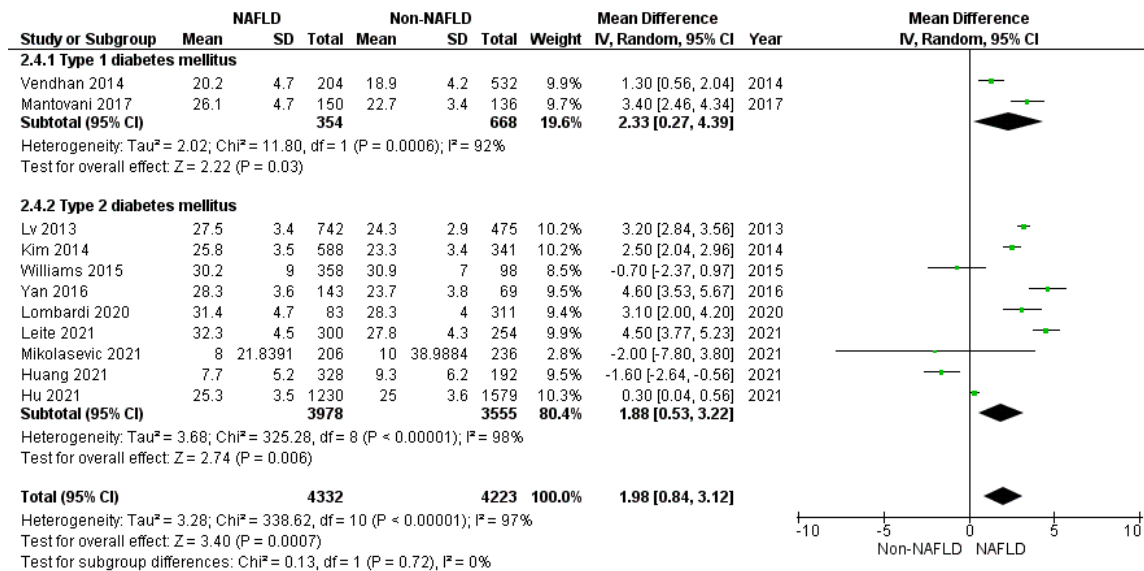 NAFLD Non-NAFLD Mean Difference Mean Difference
Study or Subgroup Mean SD Total Mean SD Total Weight IV, Random, 95% CI Year IV, Random, 95% CI
2.4.1 Type 1 diabetes mellitus
Vendhan 2014 20.2 4.7 204 18.9 4.2 532 9.9% 1.30 [0.56, 2.04] 2014
Mantovani 2017 26.1 4.7 150 22.7 3.4 136 9.7% 3.40 [2.46, 4.34] 2017
Subtotal (95% CI) 354 668 19.6% 2.33 [0.27, 4.39]
Heterogeneity: Tau² = 2.02; Chi² = 11.80, df = 1 (P = 0.0006); I² = 92%
Test for overall effect: Z = 2.22 (P = 0.03)
2.4.2 Type 2 diabetes mellitus
Lv 2013 27.5 3.4 742 24.3 2.9 475 10.2% 3.20 [2.84, 3.56] 2013
Kim 2014 25.8 3.5 588 23.3 3.4 341 10.2% 2.50 [2.04, 2.96] 2014
Williams 2015 30.2 9 358 30.9 7 98 8.5% -0.70 [-2.37, 0.97] 2015
Yan 2016 28.3 3.6 143 23.7 3.8 69 9.5% 4.60 [3.53, 5.67] 2016
Lombardi 2020 31.4 4.7 83 28.3 4 311 9.5% 3.10 [2.00, 4.20] 2020
Leite 2021 32.3 4.5 300 27.8 4.3 254 9.9% 4.50 [3.77, 5.23] 2021
Mikolasevic 2021 8 21.8391 206 10 38.9884 236 2.8% -2.00 [-7.80, 3.80] 2021
Huang 2021 7.7 5.2 328 9.3 6.2 192 9.5% -1.60 [-2.64, -0.56] 2021
Hu 2021 25.3 3.5 1230 25 3.6 1579 10.3% 0.30 [0.04, 0.56] 2021
Subtotal (95% CI) 3978 3555 80.4% 1.88 [0.53, 3.22]
Heterogeneity: Tau² = 3.68; Chi² = 325.28, df = 8 (P < 0.00001); I² = 98%
Test for overall effect: Z = 2.74 (P = 0.006)
Total (95% CI) 4332 4223 100.0% 1.98 [0.84, 3.12]
Heterogeneity: Tau² = 3.28; Chi² = 338.62, df = 10 (P < 0.00001); I² = 97%
Test for overall effect: Z = 3.40 (P = 0.0007)
Test for subgroup differences: Chi² = 0.13, df = 1 (P = 0.72), I² = 0%
-10 -5 0 5 10
Non-NAFLD NAFLD